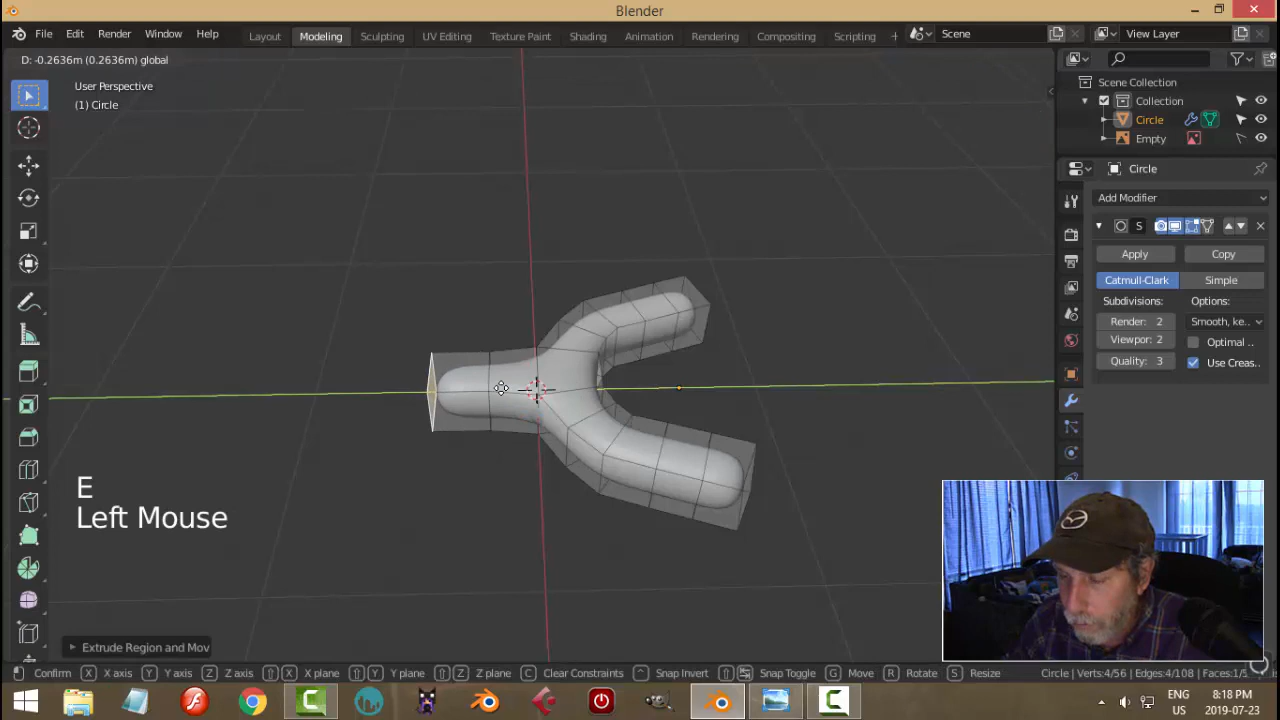 Blender
File Edit Render Window Help
Layout Modeling Sculpting UV Editing Texture Paint Shading Animation Rendering Compositing Scripting +
Scene
View Layer
D: -0.2636m (0.2636m) global
User Perspective
(1) Circle
Scene Collection
Collection
Circle
Empty
Circle
Add Modifier
S
Apply Copy
Catmull-Clark Simple
Subdivisions: Options:
Render: 2 Smooth, ke..
Viewport: 2 Optimal ..
Quality: 3 Use Creas..
E
Left Mouse
Extrude Region and Mov
Confirm X X axis Y Y axis Z Z axis X X plane Y Y plane Z Z plane C Clear Constraints Snap Invert Snap Toggle G Move R Rotate S Resize
Circle | Verts:4/56 | Edges:4/108 | Faces:1/5
ENG
US
8:18 PM
2019-07-23